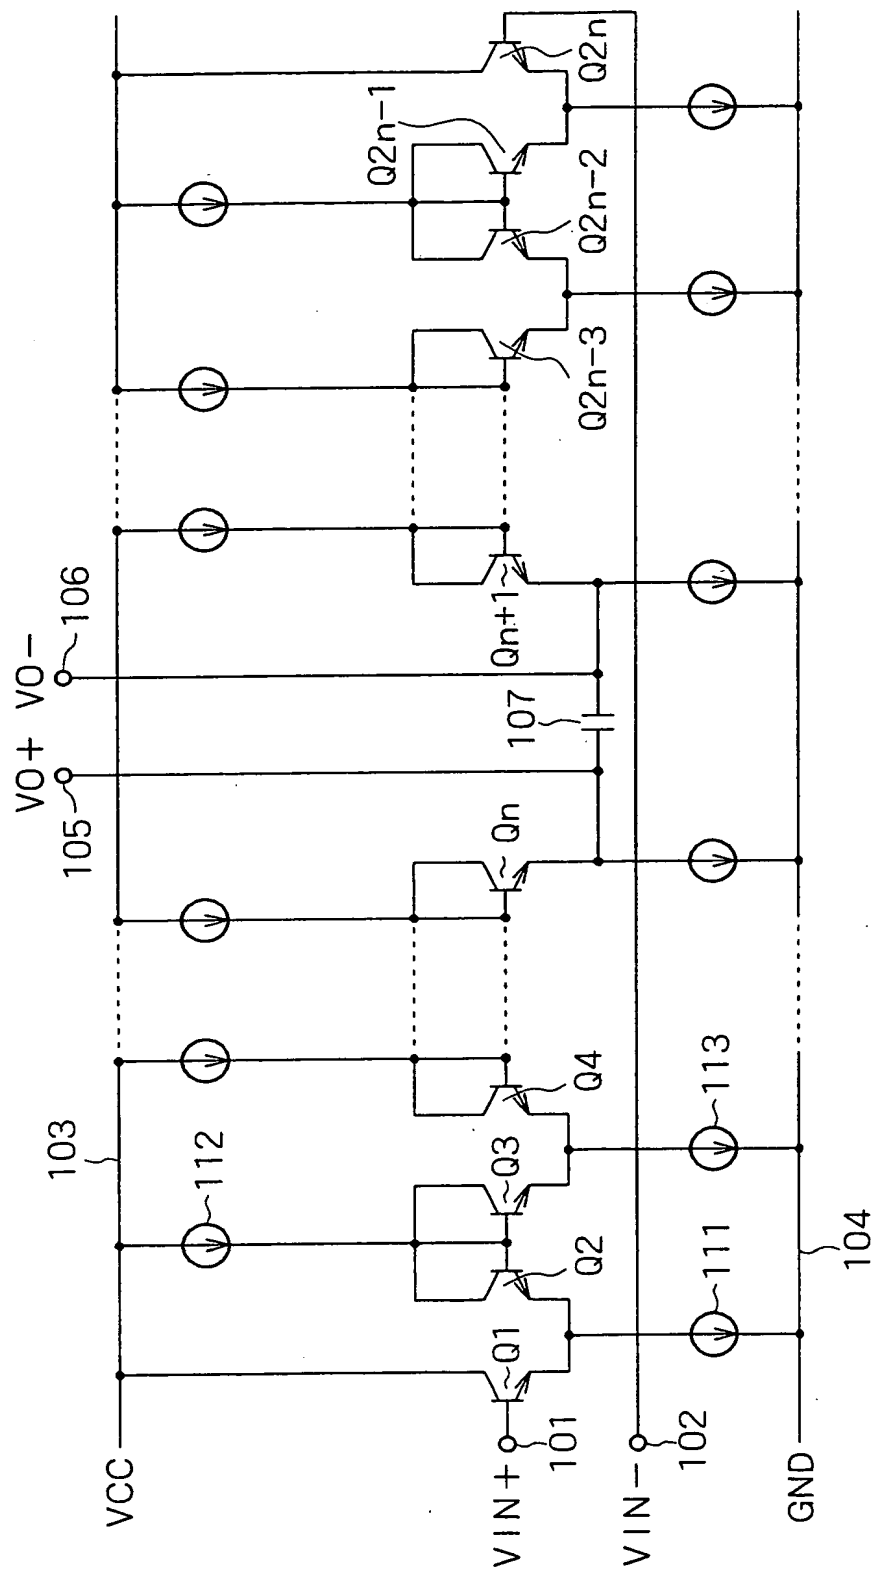 VO+ VO−
105
106
VCC
103
112
Q2n-1
VIN+
101
Q1
Q2
Q3
Q4
Qn
107
Qn+1
Q2n-3
Q2n-2
Q2n
VIN−
102
111
113
GND
104